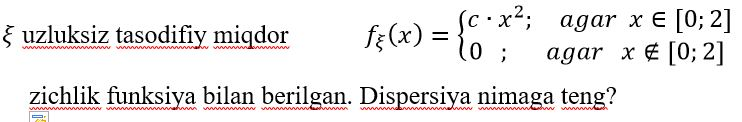 ξ uzluksiz tasodifiy miqdor f_ξ(x) = {c · x²; agar x ∈ [0; 2]
0 ; agar x ∉ [0; 2]
zichlik funksiya bilan berilgan. Dispersiya nimaga teng?